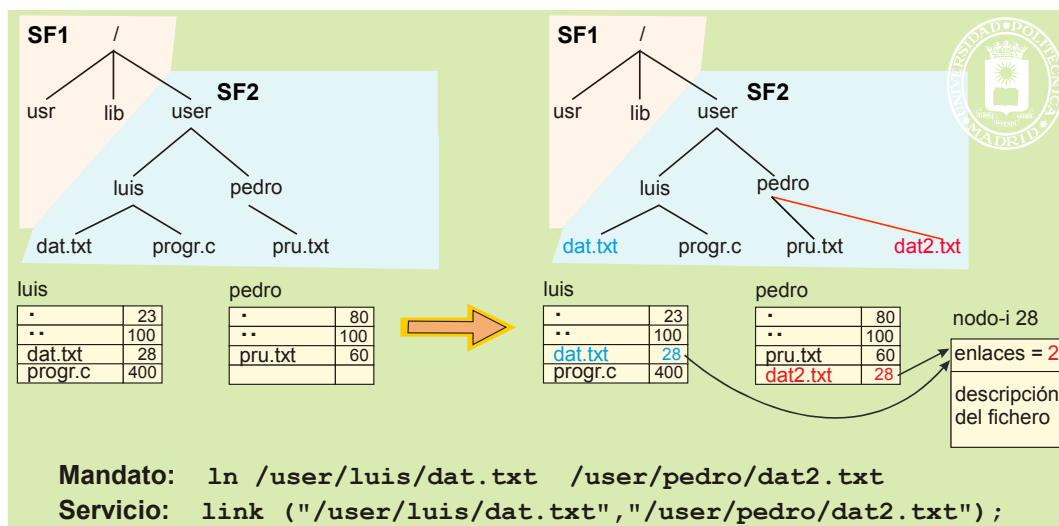 SF1 /
usr lib user
SF2
luis pedro
dat.txt progr.c pru.txt
SF1 /
usr lib user
SF2
luis pedro
dat.txt progr.c pru.txt dat2.txt
UNIVERSIDAD POLITÉCNICA
MADRID
luis
. 23
.. 100
dat.txt 28
progr.c 400
pedro
. 80
.. 100
pru.txt 60
luis
. 23
.. 100
dat.txt 28
progr.c 400
pedro
. 80
.. 100
pru.txt 60
dat2.txt 28
nodo-i 28
enlaces = 2
descripción
del fichero
Mandato: ln /user/luis/dat.txt /user/pedro/dat2.txt
Servicio: link ("/user/luis/dat.txt","/user/pedro/dat2.txt");